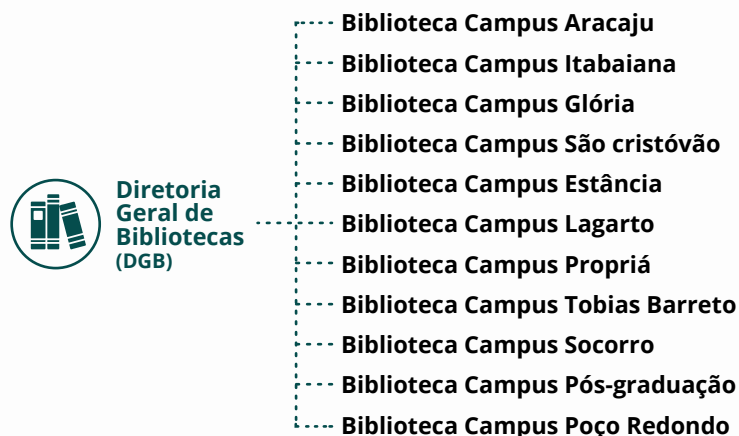 Diretoria
Geral de
Bibliotecas
(DGB)
Biblioteca Campus Aracaju
Biblioteca Campus Itabaiana
Biblioteca Campus Glória
Biblioteca Campus São cristóvão
Biblioteca Campus Estância
Biblioteca Campus Lagarto
Biblioteca Campus Propriá
Biblioteca Campus Tobias Barreto
Biblioteca Campus Socorro
Biblioteca Campus Pós-graduação
Biblioteca Campus Poço Redondo